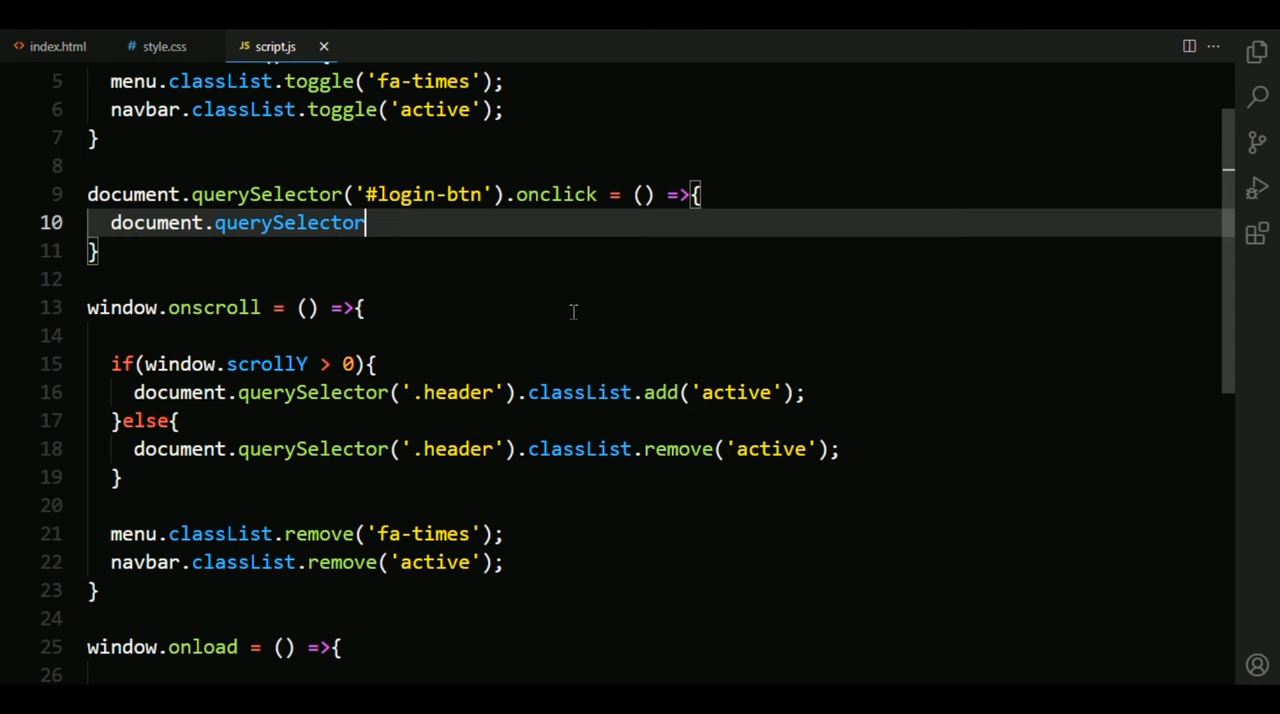 index.html
# style.css
JS script.js
5 menu.classList.toggle('fa-times');
6 navbar.classList.toggle('active');
7 }
8
9 document.querySelector('#login-btn').onclick = () =>{
10 document.querySelector
11 }
12
13 window.onscroll = () =>{
14
15 if(window.scrollY > 0){
16 document.querySelector('.header').classList.add('active');
17 }else{
18 document.querySelector('.header').classList.remove('active');
19 }
20
21 menu.classList.remove('fa-times');
22 navbar.classList.remove('active');
23 }
24
25 window.onload = () =>{
26